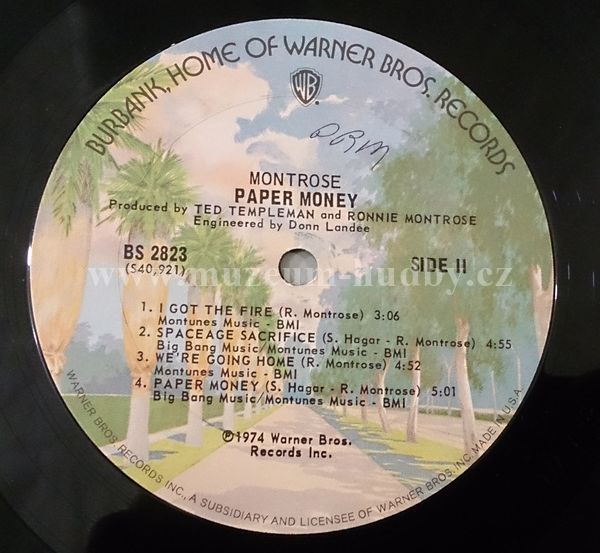 BURBANK, HOME OF WARNER BROS. RECORDS
WB
PRM
MONTROSE
PAPER MONEY
Produced by TED TEMPLEMAN and RONNIE MONTROSE
Engineered by Donn Landee
BS 2823
(S40,921)
SIDE II
www.muzeum-hudby.cz
1. I GOT THE FIRE (R. Montrose) 3:06
Montunes Music - BMI
2. SPACEAGE SACRIFICE (S. Hagar - R. Montrose) 4:55
Big Bang Music/Montunes Music - BMI
3. WE'RE GOING HOME (R. Montrose) 4:52
Montunes Music - BMI
4. PAPER MONEY (S. Hagar - R. Montrose) 5:01
Big Bang Music/Montunes Music - BMI
℗©1974 Warner Bros.
Records Inc.
WARNER BROS. RECORDS INC., A SUBSIDIARY AND LICENSEE OF WARNER BROS. INC. MADE IN U.S.A.